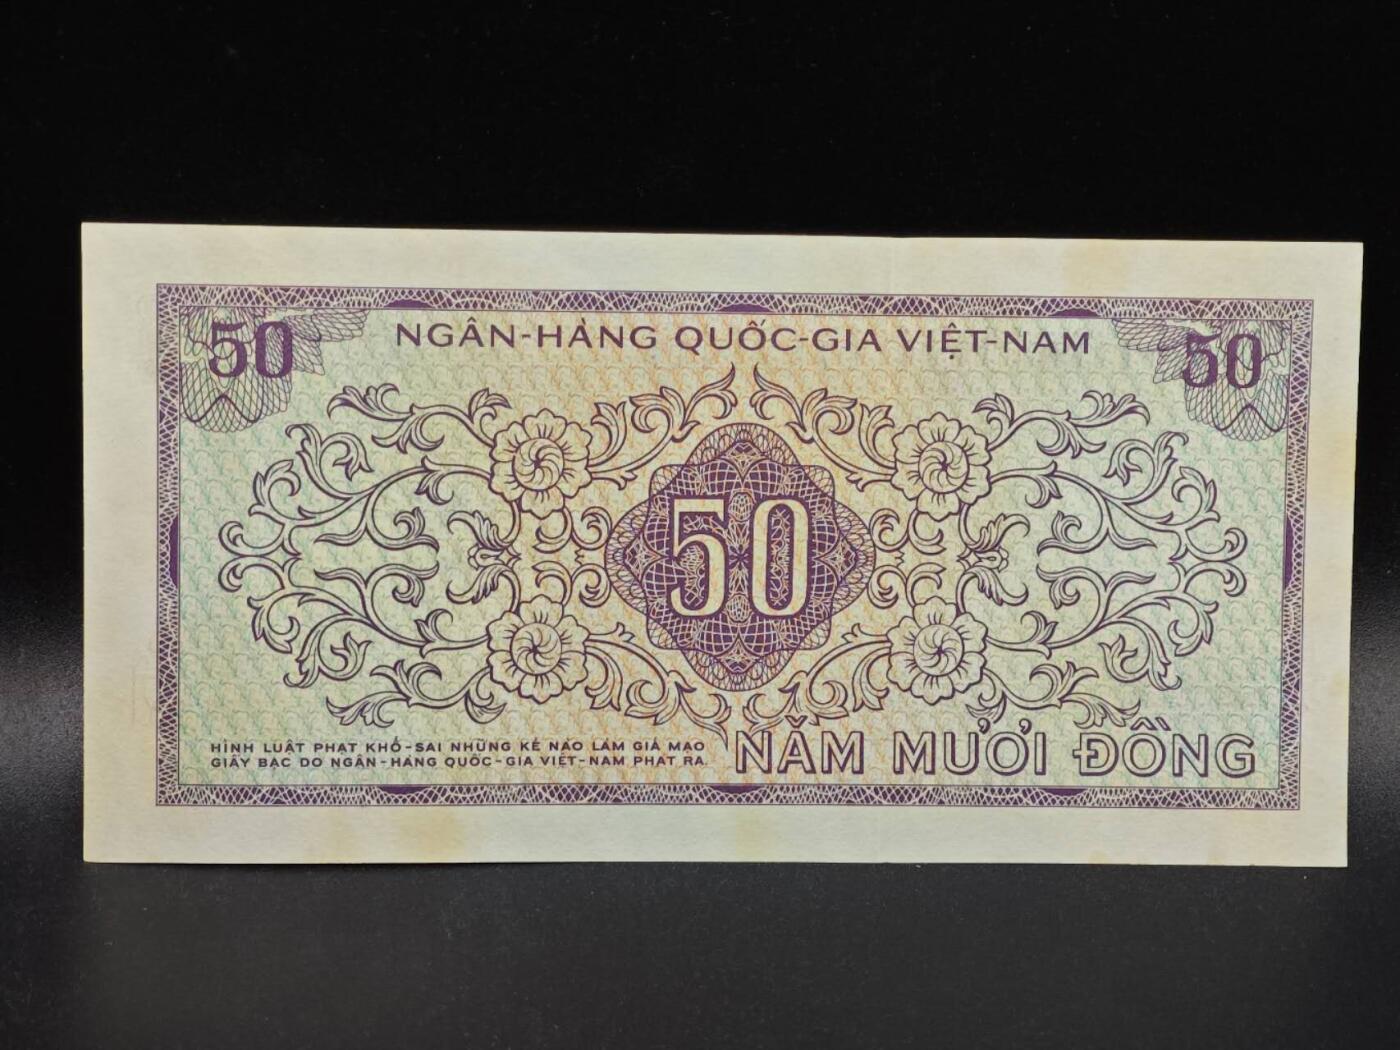 50 NGÂN-HÀNG QUỐC-GIA VIỆT-NAM 50
50
HÌNH LUẬT PHẠT KHỔ-SAI NHỮNG KẺ NÀO LÀM GIẢ MẠO
GIẤY BẠC DO NGÂN-HÀNG QUỐC-GIA VIỆT-NAM PHÁT RA.
NĂM MƯƠI ĐỒNG